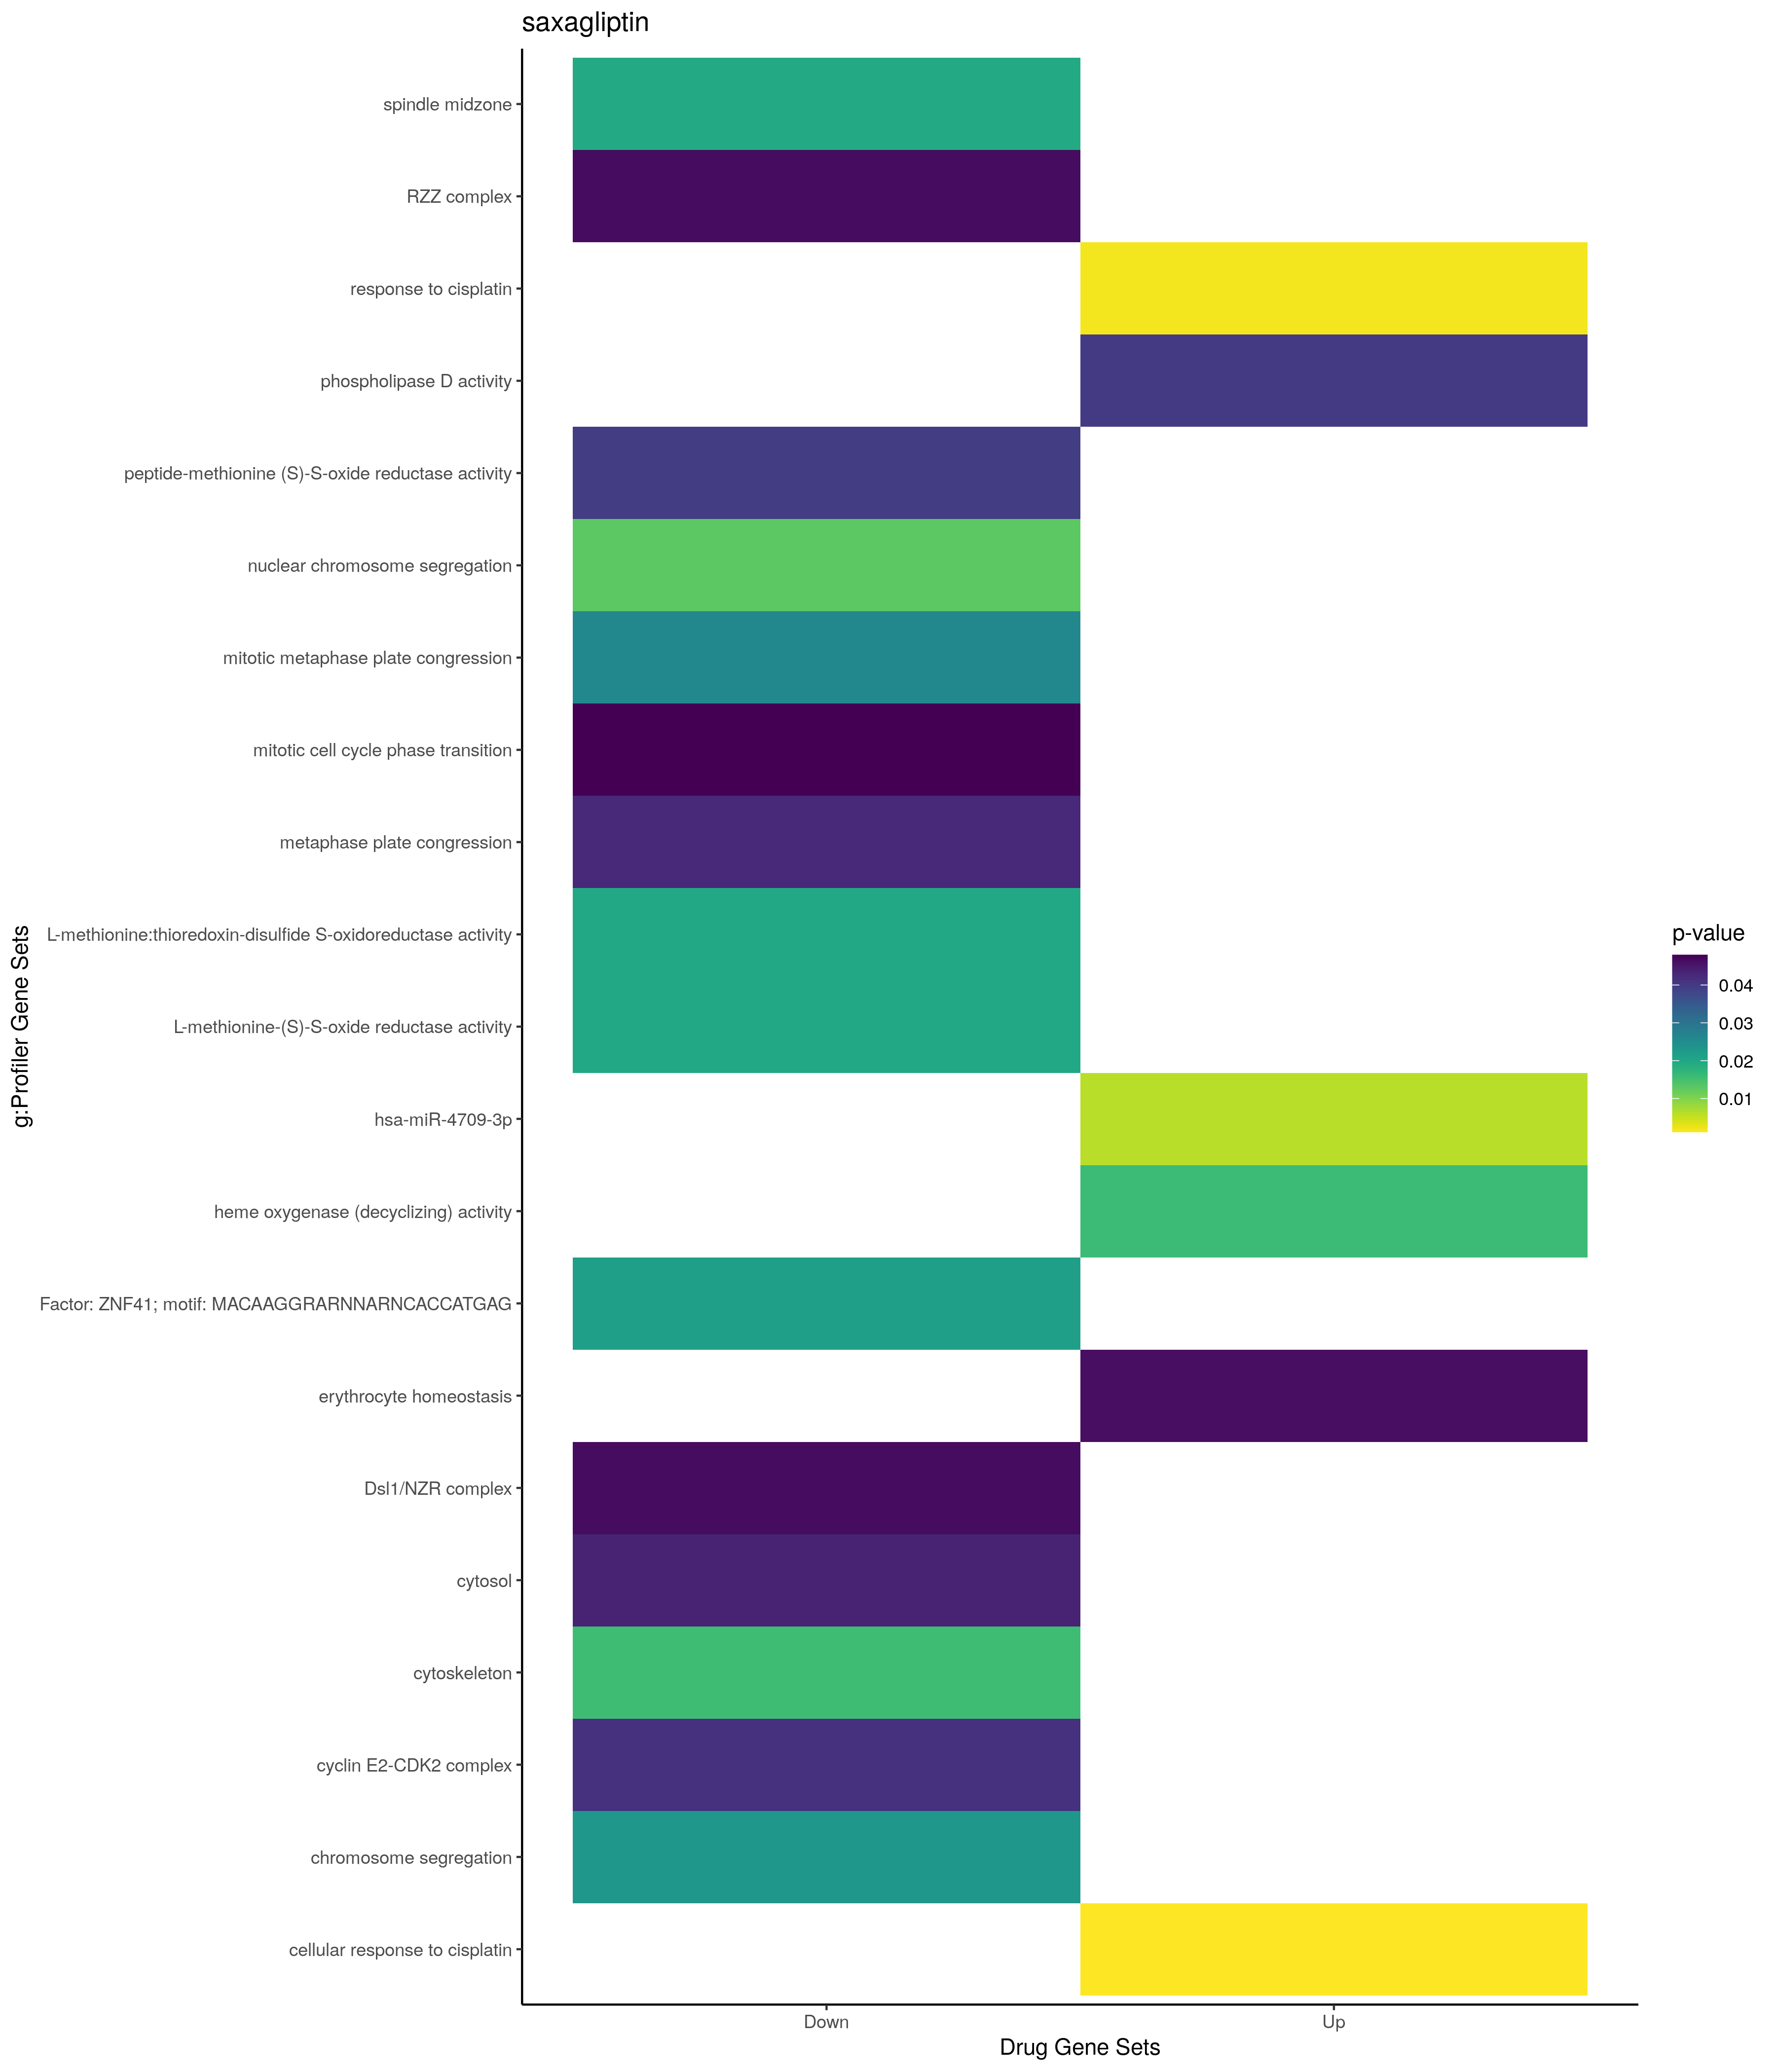 saxagliptin
spindle midzone
RZZ complex
response to cisplatin
phospholipase D activity
peptide-methionine (S)-S-oxide reductase activity
nuclear chromosome segregation
mitotic metaphase plate congression
mitotic cell cycle phase transition
metaphase plate congression
L-methionine:thioredoxin-disulfide S-oxidoreductase activity
L-methionine-(S)-S-oxide reductase activity
hsa-miR-4709-3p
heme oxygenase (decyclizing) activity
Factor: ZNF41; motif: MACAAGGRARNNARNCACCATGAG
erythrocyte homeostasis
Dsl1/NZR complex
cytosol
cytoskeleton
cyclin E2-CDK2 complex
chromosome segregation
cellular response to cisplatin
g:Profiler Gene Sets
Down
Up
Drug Gene Sets
p-value
0.04
0.03
0.02
0.01